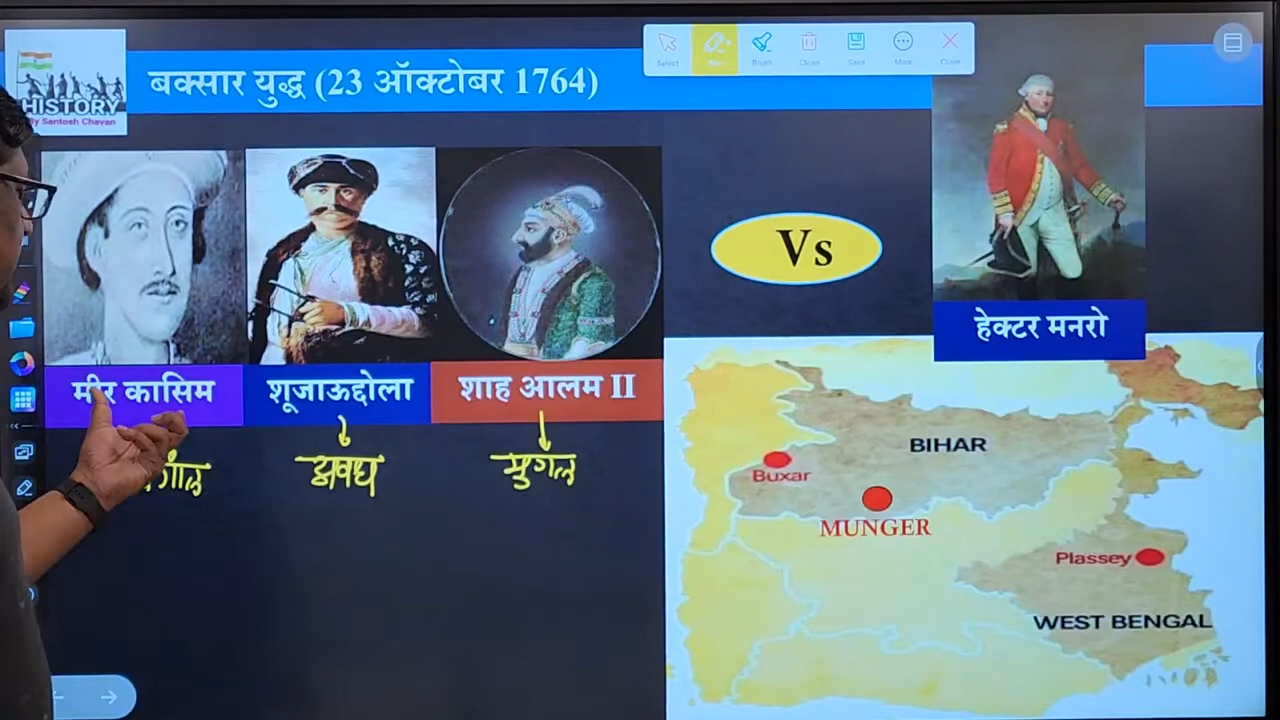 HISTORY
By Santosh Chavan
बक्सार युद्ध (23 ऑक्टोबर 1764)
Select
Clean
Save
More
Close
Vs
हेक्टर मनरो
मीर कासिम
शूजाऊद्दोला
शाह आलम II
अवध
मुगल
BIHAR
Buxar
MUNGER
Plassey
WEST BENGAL